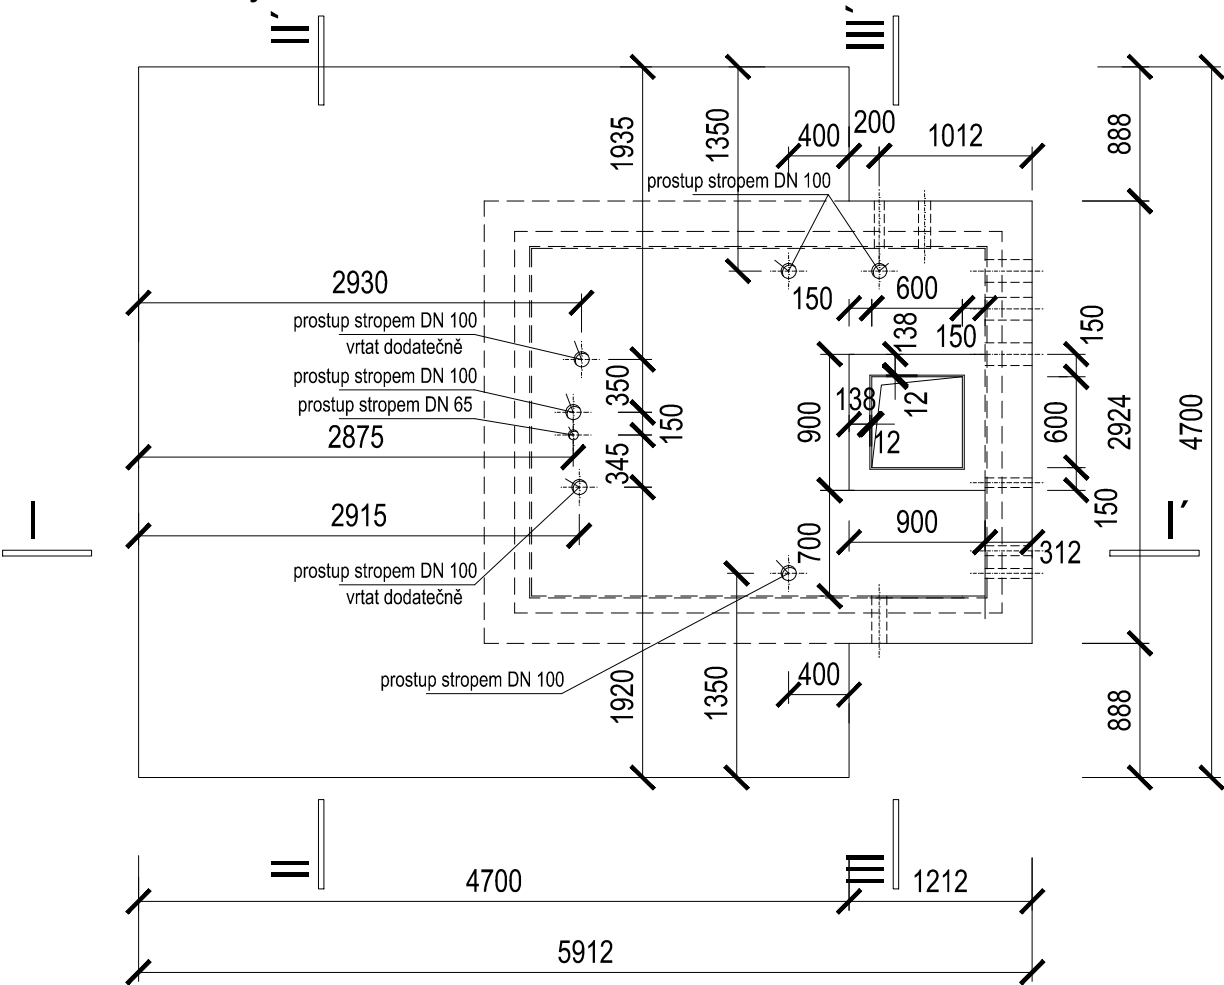 II´
III´
1935
1350
400
200
1012
888
prostup stropem DN 100
2930
150
600
138
150
150
prostup stropem DN 100
vrtat dodatečně
350
prostup stropem DN 100
prostup stropem DN 65
138
12
900
150
600
2924
4700
2875
12
345
I
2915
900
150
I´
700
312
prostup stropem DN 100
vrtat dodatečně
prostup stropem DN 100
1920
1350
400
888
II
III
4700
1212
5912